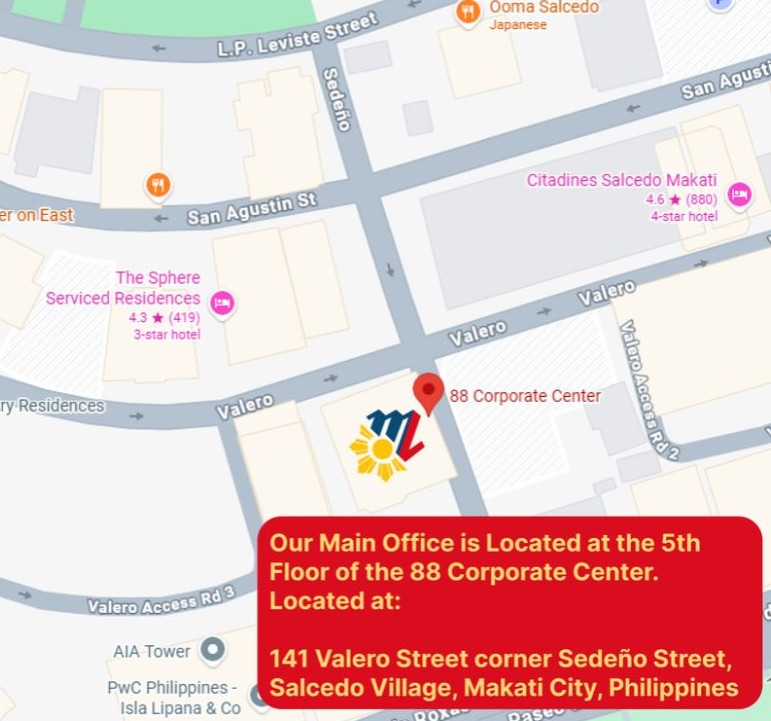 Ooma Salcedo
Japanese
L.P. Leviste Street
Sedeño
San Agusti
Citadines Salcedo Makati
4.6 ★ (880)
4-star hotel
er on East
San Agustin St
The Sphere
Serviced Residences
4.3 ★ (419)
3-star hotel
Valero
Valero
Valero Access Rd 2
88 Corporate Center
ry Residences
Valero
Our Main Office is Located at the 5th
Floor of the 88 Corporate Center.
Located at:
141 Valero Street corner Sedeño Street,
Salcedo Village, Makati City, Philippines
Valero Access Rd 3
AIA Tower
PwC Philippines -
Isla Lipana & Co
Roxas
Paseo